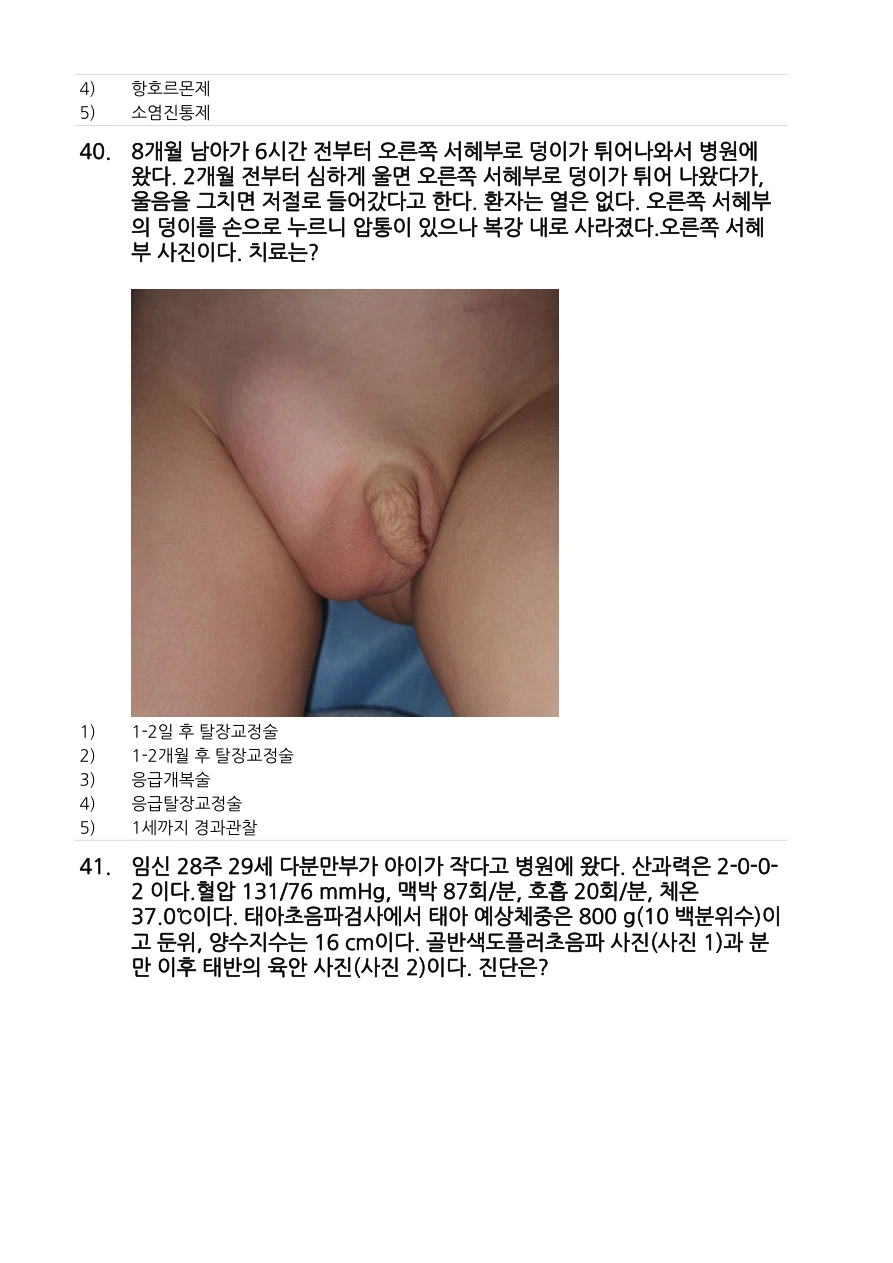 4) 항호르몬제
5) 소염진통제
40. 8개월 남아가 6시간 전부터 오른쪽 서혜부로 덩이가 튀어나와서 병원에
왔다. 2개월 전부터 심하게 울면 오른쪽 서혜부로 덩이가 튀어 나왔다가,
울음을 그치면 저절로 들어갔다고 한다. 환자는 열은 없다. 오른쪽 서혜부
의 덩이를 손으로 누르니 압통이 있으나 복강 내로 사라졌다.오른쪽 서혜
부 사진이다. 치료는?
1) 1-2일 후 탈장교정술
2) 1-2개월 후 탈장교정술
3) 응급개복술
4) 응급탈장교정술
5) 1세까지 경과관찰
41. 임신 28주 29세 다분만부가 아이가 작다고 병원에 왔다. 산과력은 2-0-0-
2 이다.혈압 131/76 mmHg, 맥박 87회/분, 호흡 20회/분, 체온
37.0℃이다. 태아초음파검사에서 태아 예상체중은 800 g(10 백분위수)이
고 둔위, 양수지수는 16 cm이다. 골반색도플러초음파 사진(사진 1)과 분
만 이후 태반의 육안 사진(사진 2)이다. 진단은?